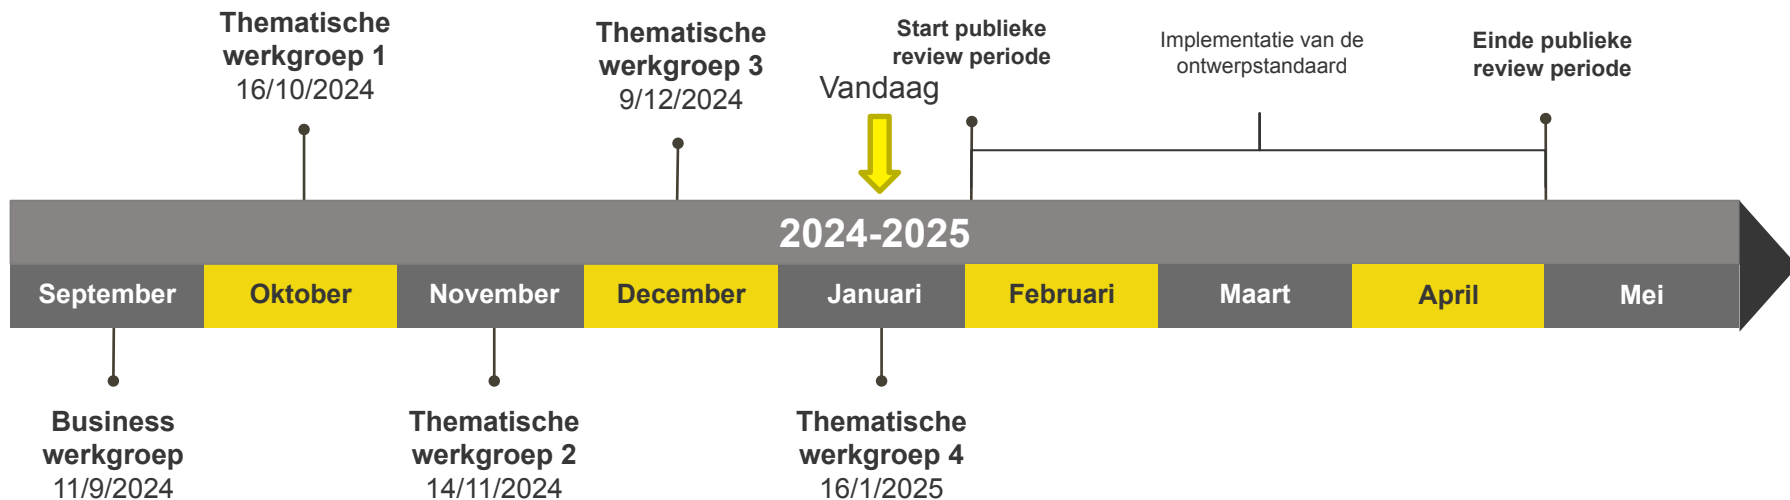 Thematische
werkgroep 1
16/10/2024
Thematische
werkgroep 3
9/12/2024
Vandaag
Start publieke
review periode
Implementatie van de
ontwerpstandaard
Einde publieke
review periode
2024-2025
September
Oktober
November
December
Januari
Februari
Maart
April
Mei
Business
werkgroep
11/9/2024
Thematische
werkgroep 2
14/11/2024
Thematische
werkgroep 4
16/1/2025